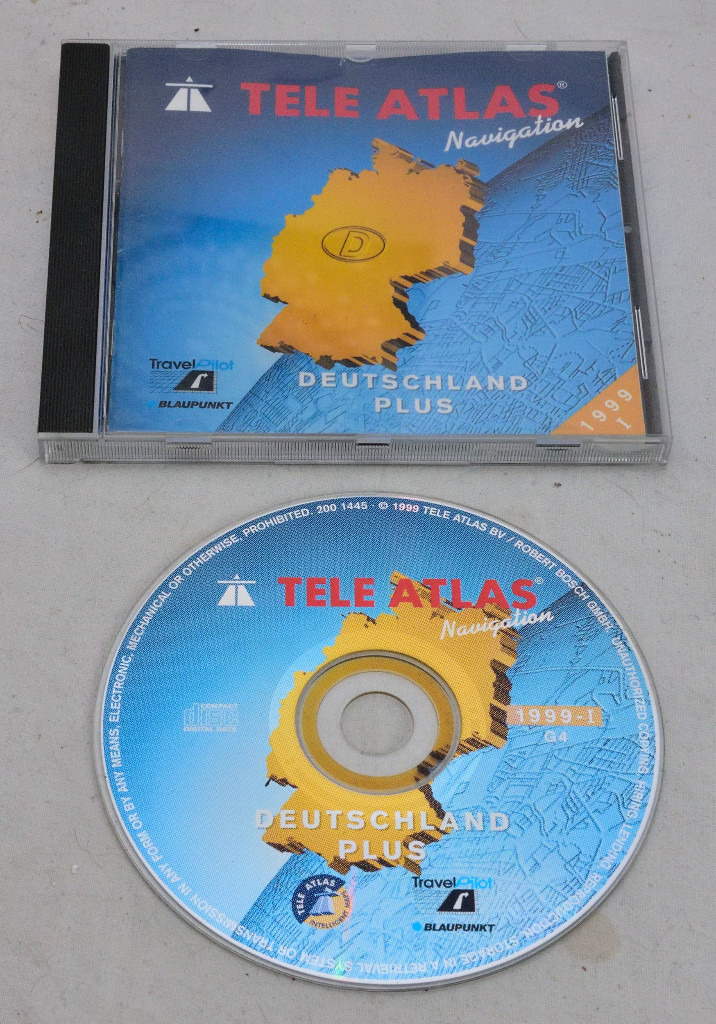 TELE ATLAS®
Navigation
D
TravelPilot
BLAUPUNKT
DEUTSCHLAND
PLUS
1999
I
PROHIBITED. 200 1445 · © 1999 TELE ATLAS BV / ROBERT BOSCH GMBH. UNAUTHORIZED COPYING, HIRING, LENDING, REPRODUCTION, STORAGE IN A RETRIEVAL SYSTEM OR TRANSMISSION IN ANY FORM OR BY ANY MEANS, ELECTRONIC, MECHANICAL OR OTHERWISE,
TELE ATLAS®
Navigation
COMPACT
disc
DIGITAL DATA
1999-I
G4
DEUTSCHLAND
PLUS
TELE ATLAS
INTELLIGENT MAPS
TravelPilot
BLAUPUNKT